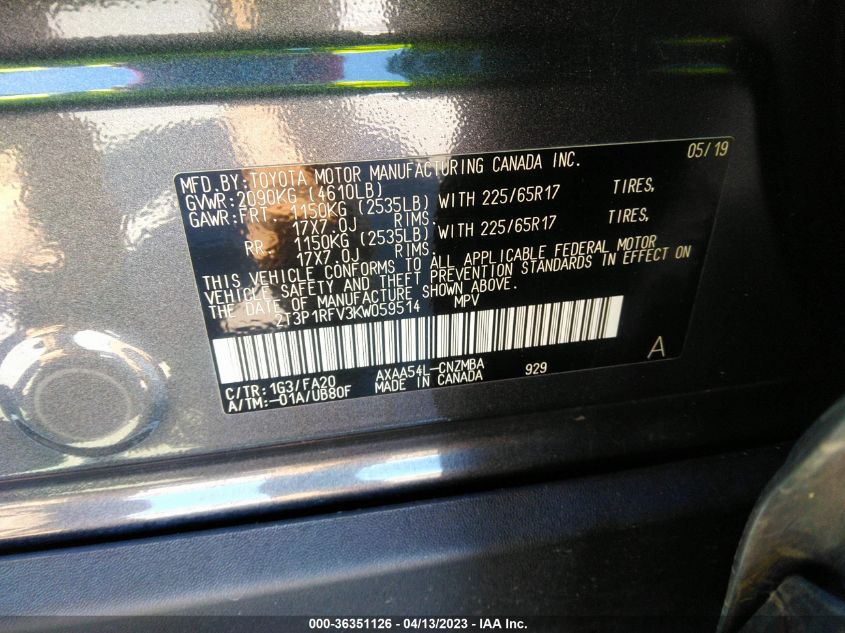 05/19
MFD.BY:TOYOTA MOTOR MANUFACTURING CANADA INC.
GVWR:2090KG (4610LB)
GAWR:FRT. 1150KG (2535LB) WITH 225/65R17 TIRES,
17X7.0J RIMS.
RR. 1150KG (2535LB) WITH 225/65R17 TIRES,
17X7.0J RIMS.
THIS VEHICLE CONFORMS TO ALL APPLICABLE FEDERAL MOTOR
VEHICLE SAFETY AND THEFT PREVENTION STANDARDS IN EFFECT ON
THE DATE OF MANUFACTURE SHOWN ABOVE.
2T3P1RFV3KW059514 MPV
A
C/TR:1G3/FA20 AXAA54L-CNZMBA 929
A/TM:-01A/UB80F MADE IN CANADA
000-36351126 - 04/13/2023 - IAA Inc.